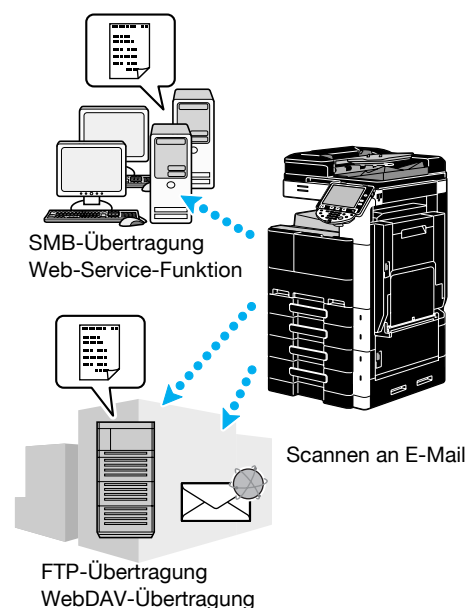 SMB-Übertragung
Web-Service-Funktion
Scannen an E-Mail
FTP-Übertragung
WebDAV-Übertragung